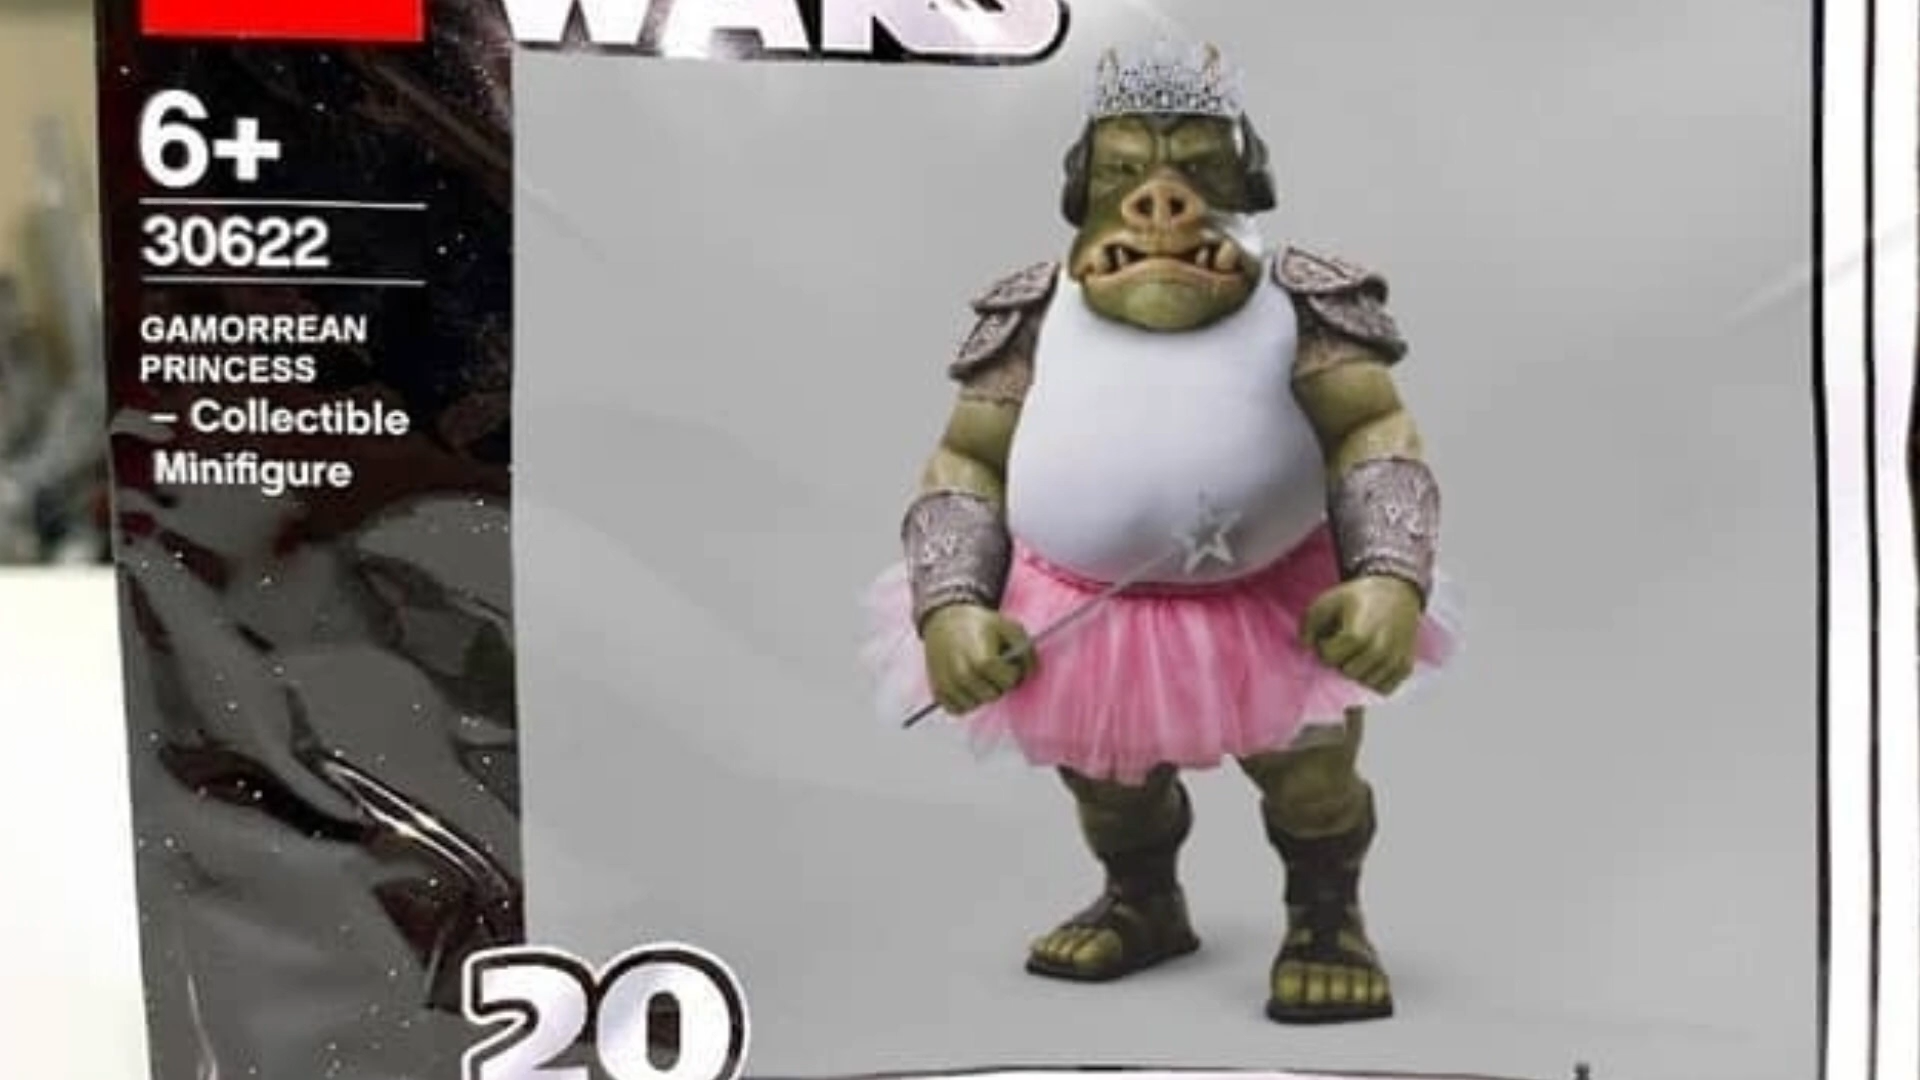 WARS
6+
30622
GAMORREAN
PRINCESS
– Collectible
Minifigure
20